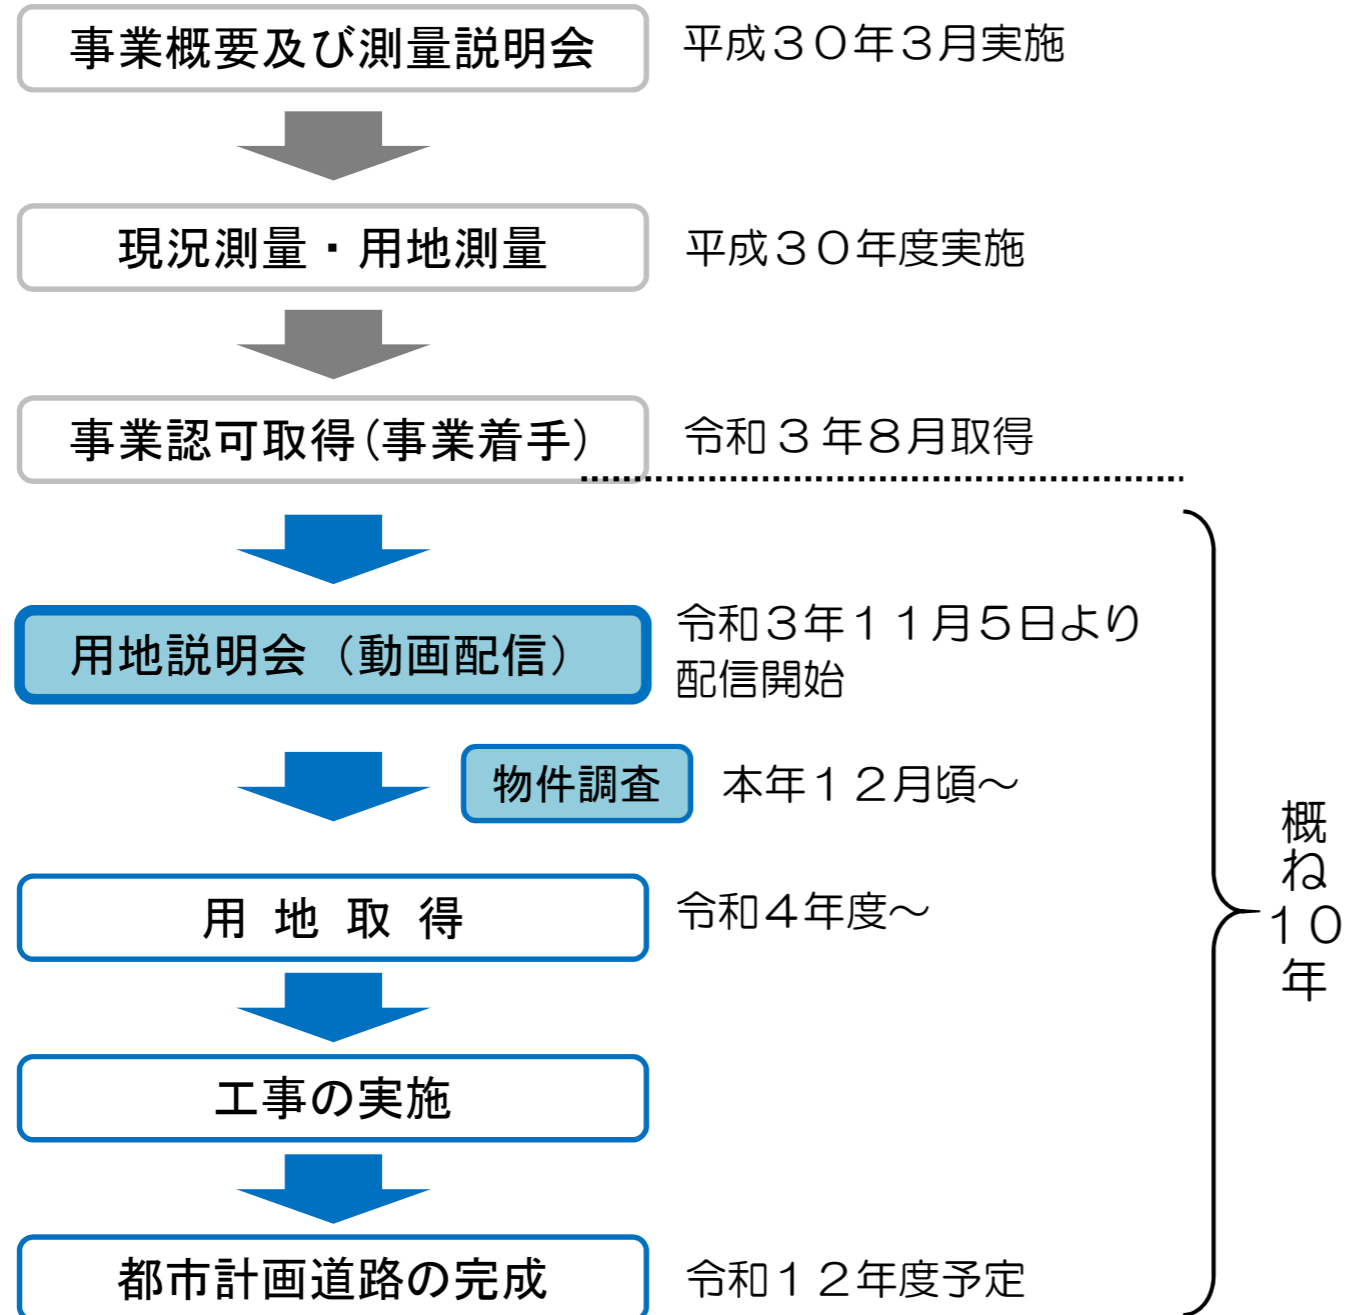 事業概要及び測量説明会
平成３０年３月実施
現況測量・用地測量
平成３０年度実施
事業認可取得(事業着手)
令和３年８月取得
用地説明会（動画配信）
令和３年１１月５日より
配信開始
物件調査
本年１２月頃～
用地取得
令和４年度～
工事の実施
都市計画道路の完成
令和１２年度予定
概ね１０年